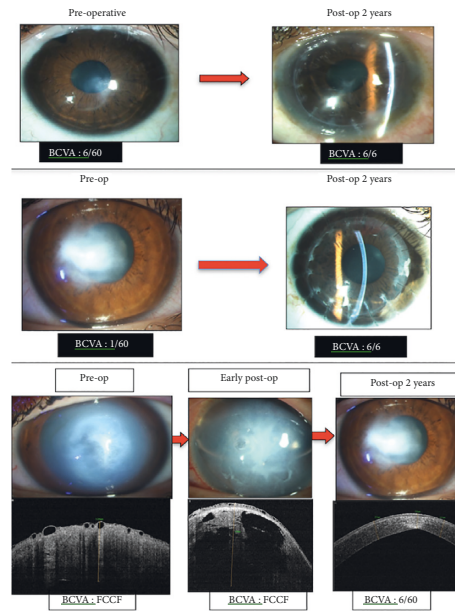 Pre-operative
Post-op 2 years
BCVA : 6/60
BCVA : 6/6
Pre-op
Post-op 2 years
BCVA : 1/60
BCVA : 6/6
Pre-op
Early post-op
Post-op 2 years
BCVA : FCCF
BCVA : FCCF
BCVA : 6/60